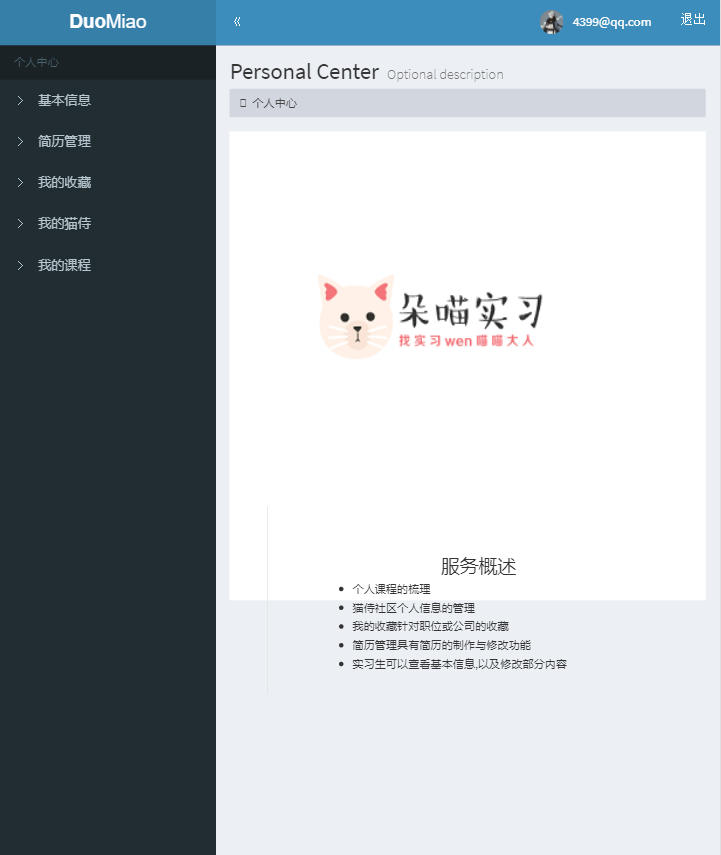 DuoMiao
《
4399@qq.com
退出
个人中心
基本信息
简历管理
我的收藏
我的猫侍
我的课程
Personal Center Optional description
个人中心
朵喵实习
找实习wen喵喵大人
服务概述
个人课程的梳理
猫侍社区个人信息的管理
我的收藏针对职位或公司的收藏
简历管理具有简历的制作与修改功能
实习生可以查看基本信息,以及修改部分内容